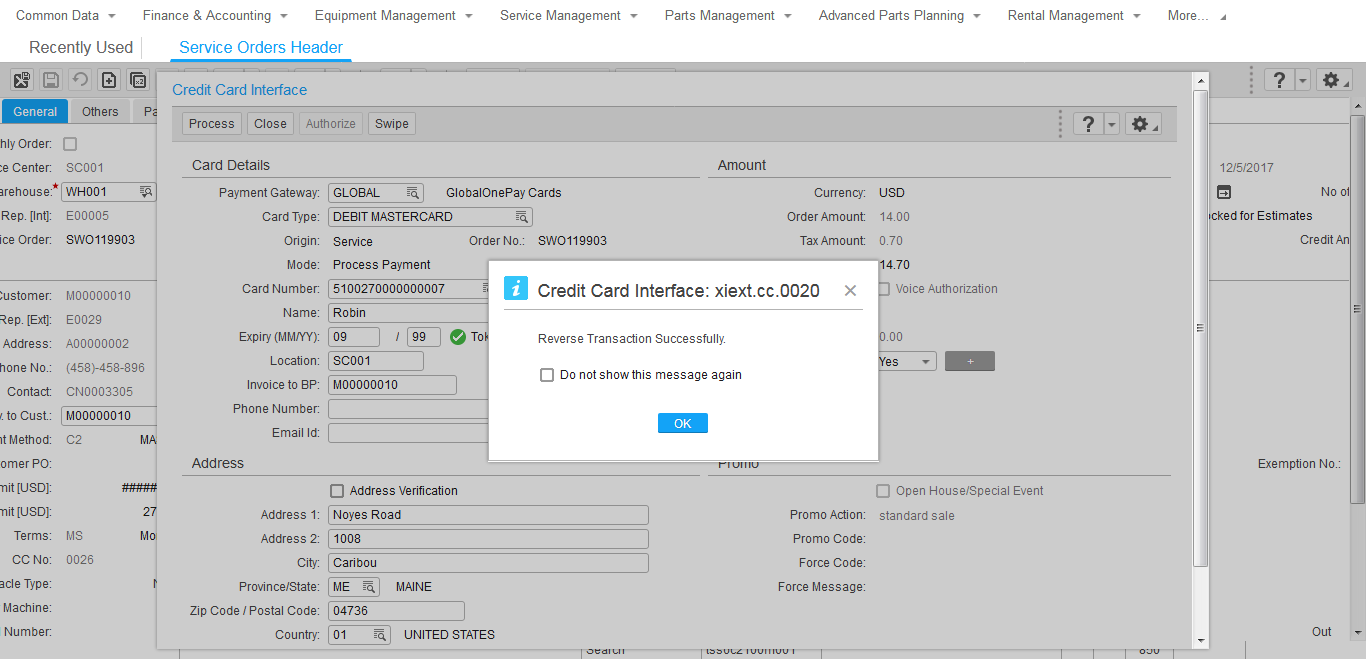 Common Data Finance & Accounting Equipment Management Service Management Parts Management Advanced Parts Planning Rental Management More...
Recently Used Service Orders Header
Credit Card Interface
General Others Pa
Process Close Authorize Swipe
Card Details Amount
hly Order:
ce Center: SC001
Payment Gateway: GLOBAL GlobalOnePay Cards
Currency: USD
12/5/2017
arehouse: WH001
No of
Rep. [Int]: E00005
Card Type: DEBIT MASTERCARD
Order Amount: 14.00
ocked for Estimates
ice Order: SWO119903
Origin: Service Order No.: SWO119903
Tax Amount: 0.70
Credit An
Mode: Process Payment
14.70
Card Number: 5100270000000007
Voice Authorization
Customer: M00000010
Name: Robin
Rep. [Ext]: E0029
Expiry (MM/YY): 09 / 99 Tok
0.00
Address: A00000002
Location: SC001
Yes +
hone No.: (458)-458-896
Invoice to BP: M00000010
Contact: CN0003305
Phone Number:
. to Cust.: M00000010
Email Id:
nt Method: C2 MA
Credit Card Interface: xiext.cc.0020
Reverse Transaction Successfully.
Do not show this message again
OK
Address Promo
omer PO:
Exemption No.:
mit [USD]: #####
Address Verification
Open House/Special Event
mit [USD]: 27
Address 1: Noyes Road
Promo Action: standard sale
Terms: MS Mo
Address 2: 1008
Promo Code:
CC No: 0026
City: Caribou
Force Code:
acle Type:
Province/State: ME MAINE
Force Message:
Machine:
Zip Code / Postal Code: 04736
l Number:
Country: 01 UNITED STATES
Out
Search tss0c2100m001 850